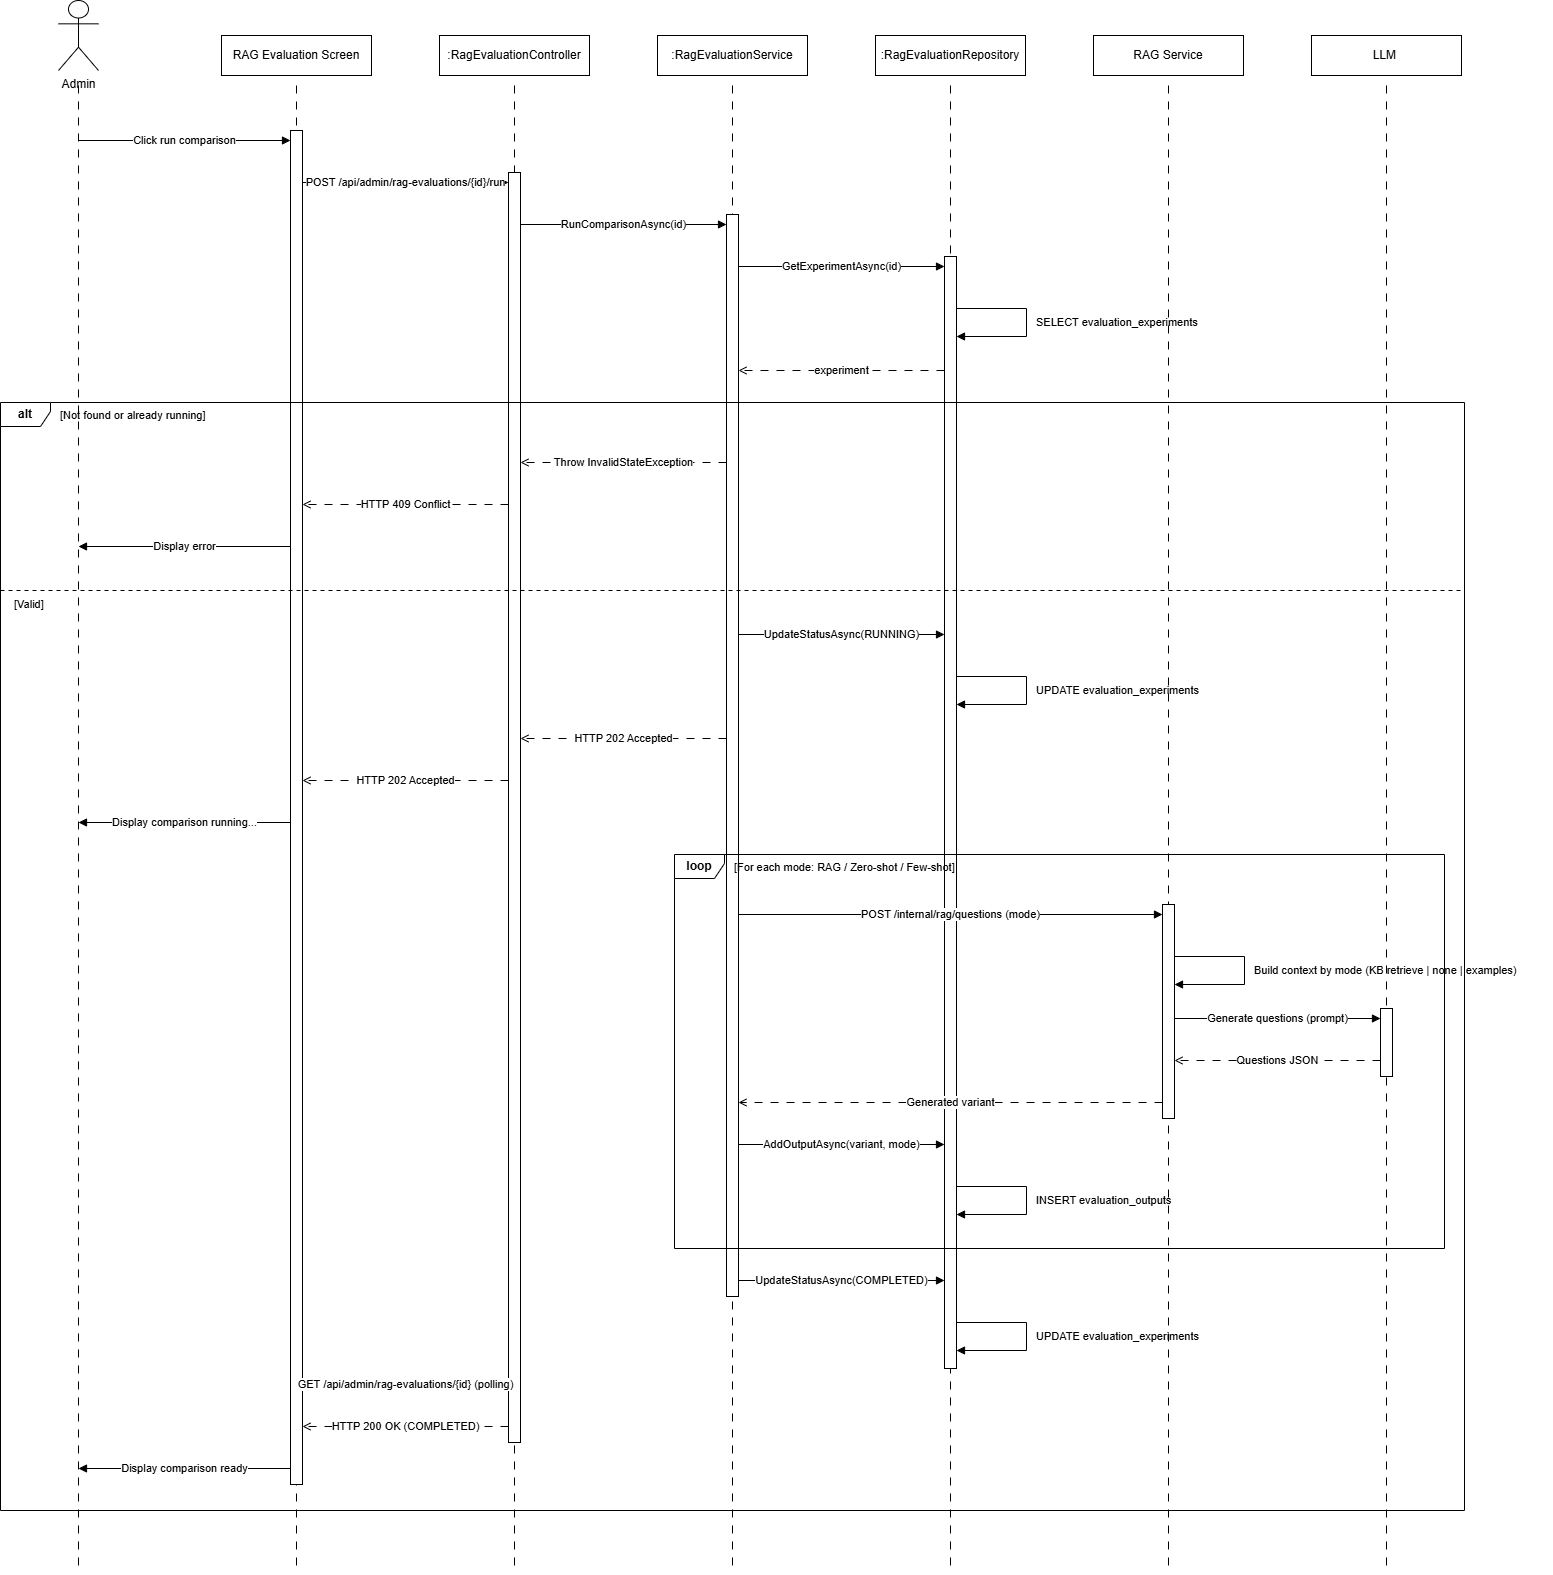 Admin
RAG Evaluation Screen
:RagEvaluationController
:RagEvaluationService
:RagEvaluationRepository
RAG Service
LLM
Click run comparison
POST /api/admin/rag-evaluations/{id}/run
RunComparisonAsync(id)
GetExperimentAsync(id)
SELECT evaluation_experiments
experiment
alt
[Not found or already running]
Throw InvalidStateException
HTTP 409 Conflict
Display error
[Valid]
UpdateStatusAsync(RUNNING)
UPDATE evaluation_experiments
HTTP 202 Accepted
HTTP 202 Accepted
Display comparison running...
loop
[For each mode: RAG / Zero-shot / Few-shot]
POST /internal/rag/questions (mode)
Build context by mode (KB retrieve | none | examples)
Generate questions (prompt)
Questions JSON
Generated variant
AddOutputAsync(variant, mode)
INSERT evaluation_outputs
UpdateStatusAsync(COMPLETED)
UPDATE evaluation_experiments
GET /api/admin/rag-evaluations/{id} (polling)
HTTP 200 OK (COMPLETED)
Display comparison ready